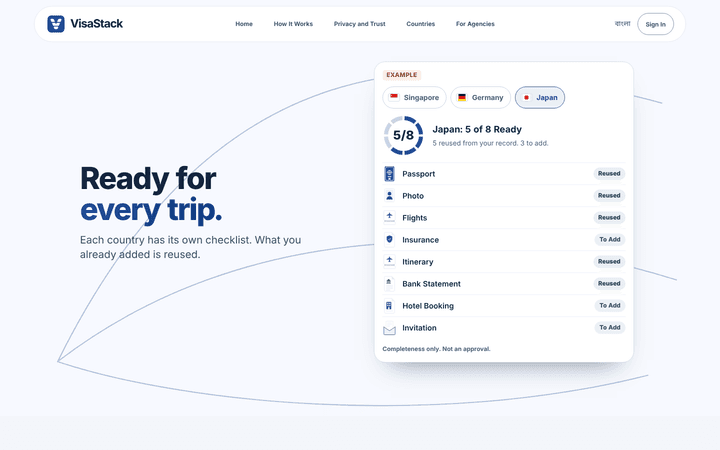 VisaStack
Home
How It Works
Privacy and Trust
Countries
For Agencies
বাংলা
Sign In
Ready for
every trip.
Each country has its own checklist. What you
already added is reused.
EXAMPLE
Singapore
Germany
Japan
5/8
Japan: 5 of 8 Ready
5 reused from your record. 3 to add.
Passport
Reused
Photo
Reused
Flights
Reused
Insurance
To Add
Itinerary
Reused
Bank Statement
Reused
Hotel Booking
To Add
Invitation
To Add
Completeness only. Not an approval.